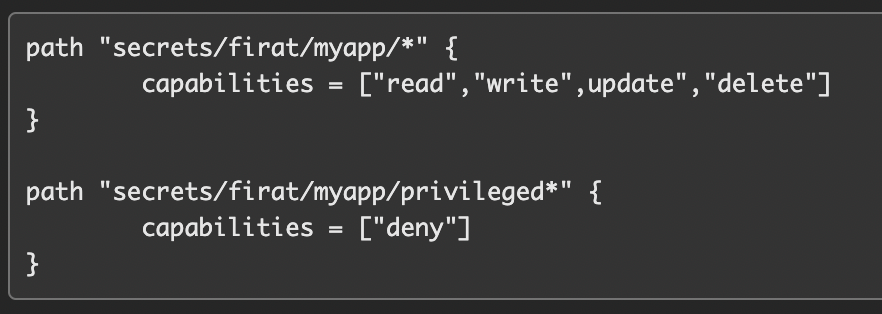 path "secrets/firat/myapp/*" {
        capabilities = ["read","write",update","delete"]
}

path "secrets/firat/myapp/privileged*" {
        capabilities = ["deny"]
}